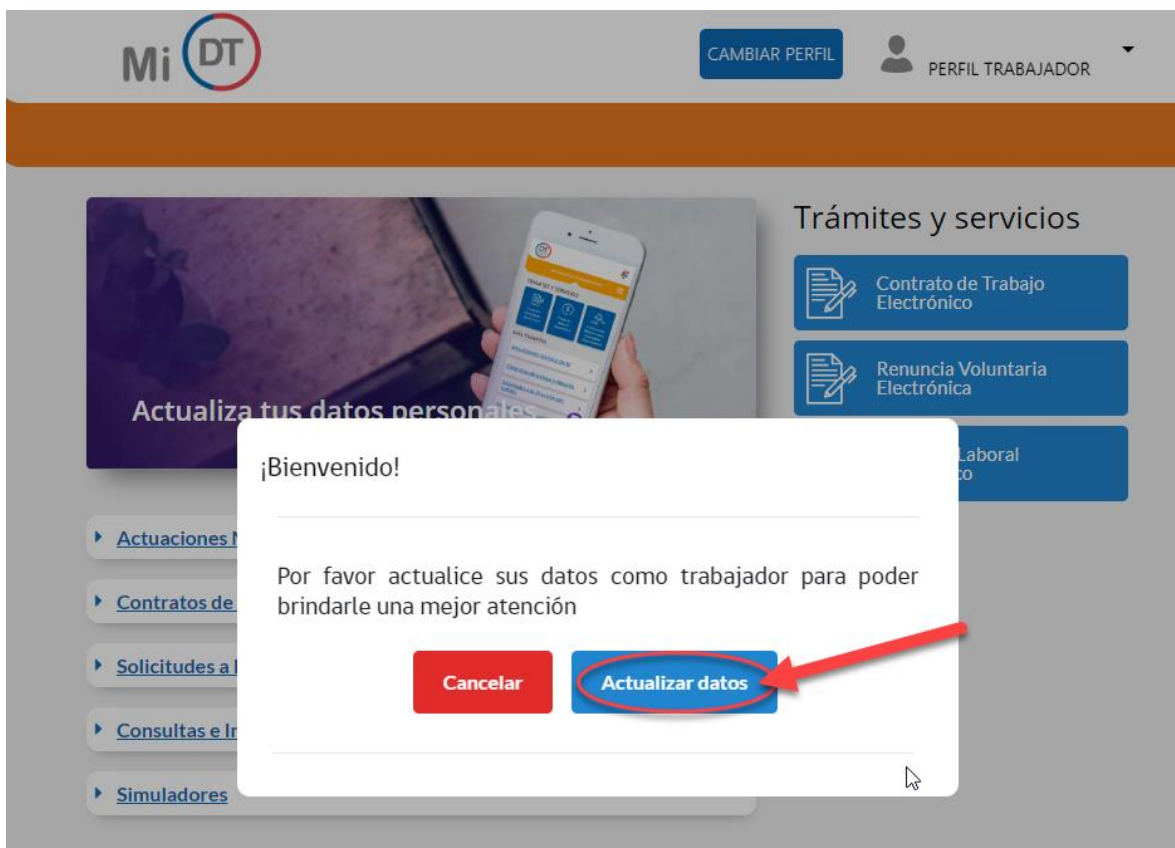 Mi DT
CAMBIAR PERFIL
PERFIL TRABAJADOR
Trámites y servicios
Contrato de Trabajo
Electrónico
Renuncia Voluntaria
Electrónica
Laboral
Actualiza tus datos personales
¡Bienvenido!
Por favor actualice sus datos como trabajador para poder
brindarle una mejor atención
Cancelar
Actualizar datos
Actuaciones
Contratos de
Solicitudes a
Consultas e
Simuladores